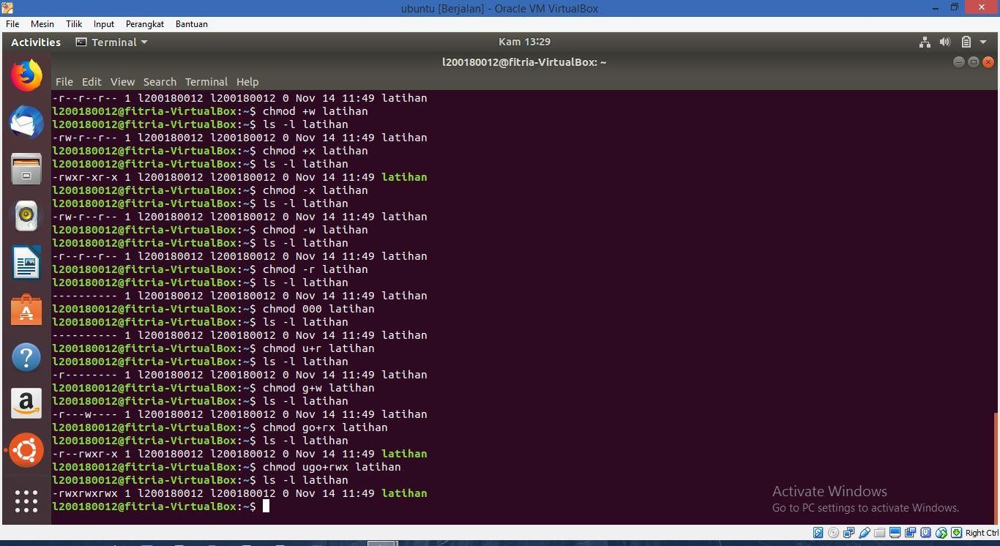 ubuntu [Berjalan] - Oracle VM VirtualBox
File Mesin Tilik Input Perangkat Bantuan
Activities Terminal Kam 13:29
l200180012@fitria-VirtualBox: ~
File Edit View Search Terminal Help
-r--r--r-- 1 l200180012 l200180012 0 Nov 14 11:49 latihan
l200180012@fitria-VirtualBox:~$ chmod +w latihan
l200180012@fitria-VirtualBox:~$ ls -l latihan
-rw-r--r-- 1 l200180012 l200180012 0 Nov 14 11:49 latihan
l200180012@fitria-VirtualBox:~$ chmod +x latihan
l200180012@fitria-VirtualBox:~$ ls -l latihan
-rwxr-xr-x 1 l200180012 l200180012 0 Nov 14 11:49 latihan
l200180012@fitria-VirtualBox:~$ chmod -x latihan
l200180012@fitria-VirtualBox:~$ ls -l latihan
-rw-r--r-- 1 l200180012 l200180012 0 Nov 14 11:49 latihan
l200180012@fitria-VirtualBox:~$ chmod -w latihan
l200180012@fitria-VirtualBox:~$ ls -l latihan
-r--r--r-- 1 l200180012 l200180012 0 Nov 14 11:49 latihan
l200180012@fitria-VirtualBox:~$ chmod -r latihan
l200180012@fitria-VirtualBox:~$ ls -l latihan
---------- 1 l200180012 l200180012 0 Nov 14 11:49 latihan
l200180012@fitria-VirtualBox:~$ chmod 000 latihan
l200180012@fitria-VirtualBox:~$ ls -l latihan
---------- 1 l200180012 l200180012 0 Nov 14 11:49 latihan
l200180012@fitria-VirtualBox:~$ chmod u+r latihan
l200180012@fitria-VirtualBox:~$ ls -l latihan
-r-------- 1 l200180012 l200180012 0 Nov 14 11:49 latihan
l200180012@fitria-VirtualBox:~$ chmod g+w latihan
l200180012@fitria-VirtualBox:~$ ls -l latihan
-r---w---- 1 l200180012 l200180012 0 Nov 14 11:49 latihan
l200180012@fitria-VirtualBox:~$ chmod go+rx latihan
l200180012@fitria-VirtualBox:~$ ls -l latihan
-r--rwxr-x 1 l200180012 l200180012 0 Nov 14 11:49 latihan
l200180012@fitria-VirtualBox:~$ chmod ugo+rwx latihan
l200180012@fitria-VirtualBox:~$ ls -l latihan
-rwxrwxrwx 1 l200180012 l200180012 0 Nov 14 11:49 latihan
l200180012@fitria-VirtualBox:~$
Activate Windows
Go to PC settings to activate Windows.
Right Ctrl